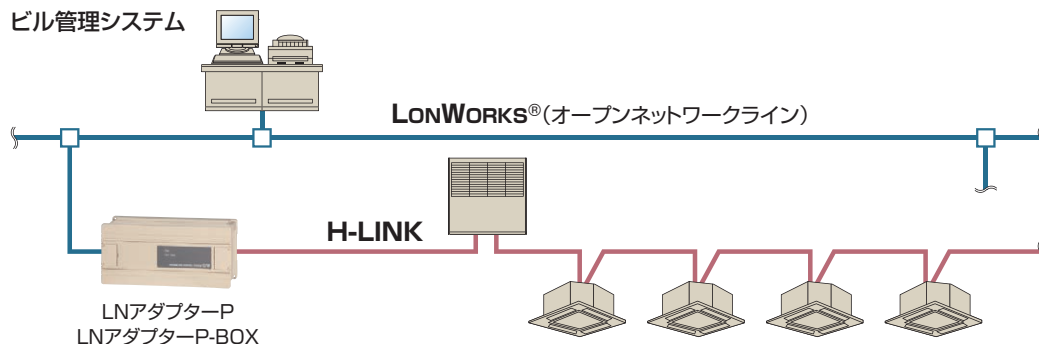 ビル管理システム
LONWORKS®(オープンネットワークライン)
H-LINK
LNアダプターP
LNアダプターP-BOX